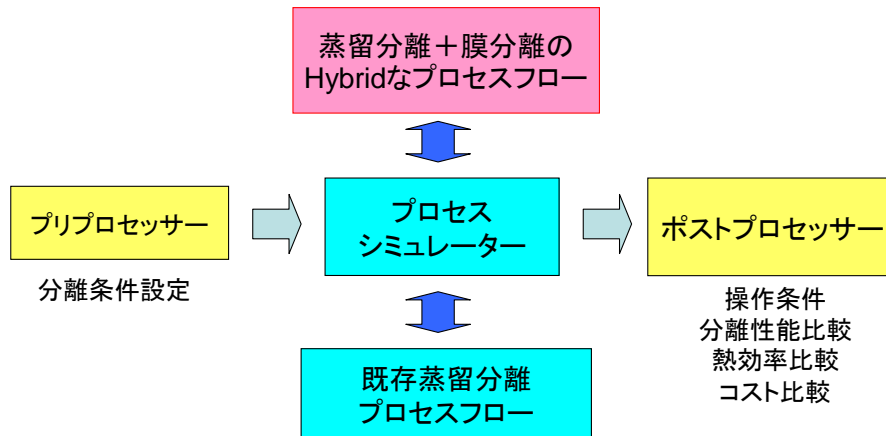 蒸留分離+膜分離の
Hybridなプロセスフロー
プリプロセッサー
分離条件設定
プロセス
シミュレーター
ポストプロセッサー
操作条件
分離性能比較
熱効率比較
コスト比較
既存蒸留分離
プロセスフロー